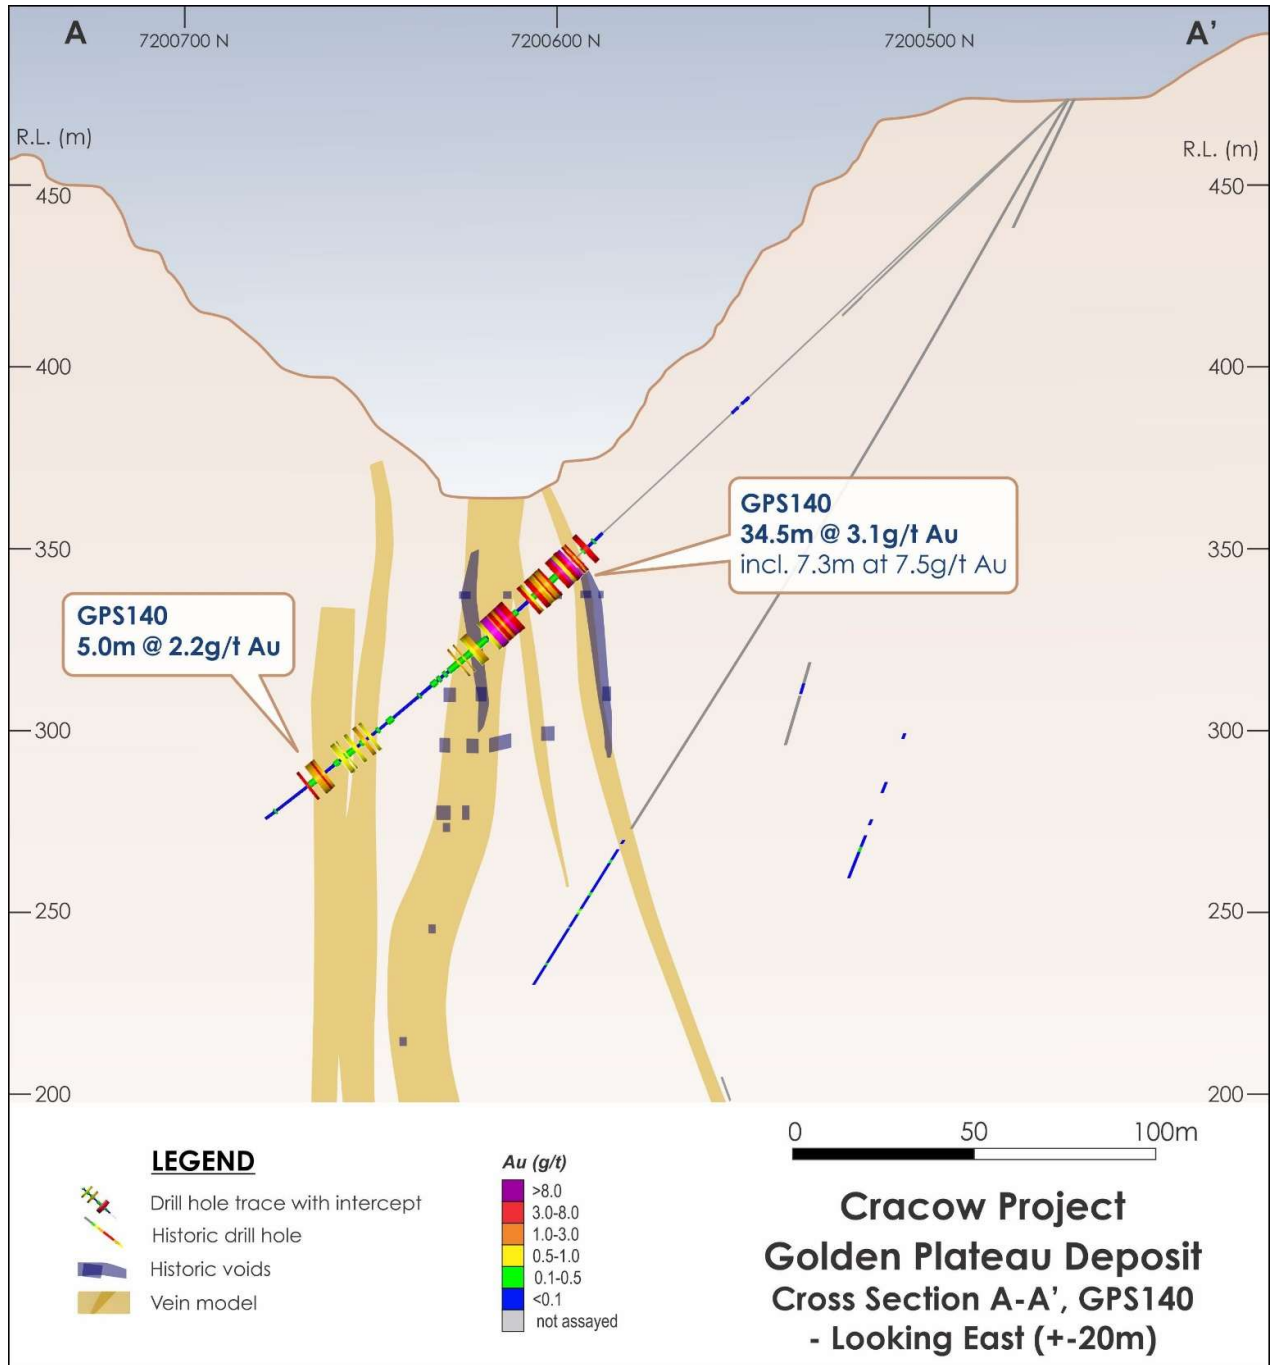 A
7200700 N
7200600 N
7200500 N
A’
R.L. (m)
R.L. (m)
450
450
400
400
350
350
300
300
250
250
200
200
GPS140
34.5m @ 3.1g/t Au
incl. 7.3m at 7.5g/t Au
GPS140
5.0m @ 2.2g/t Au
LEGEND
Drill hole trace with intercept
Historic drill hole
Historic voids
Vein model
Au (g/t)
>8.0
3.0-8.0
1.0-3.0
0.5-1.0
0.1-0.5
<0.1
not assayed
0 50 100m
Cracow Project
Golden Plateau Deposit
Cross Section A-A’, GPS140
- Looking East (+-20m)